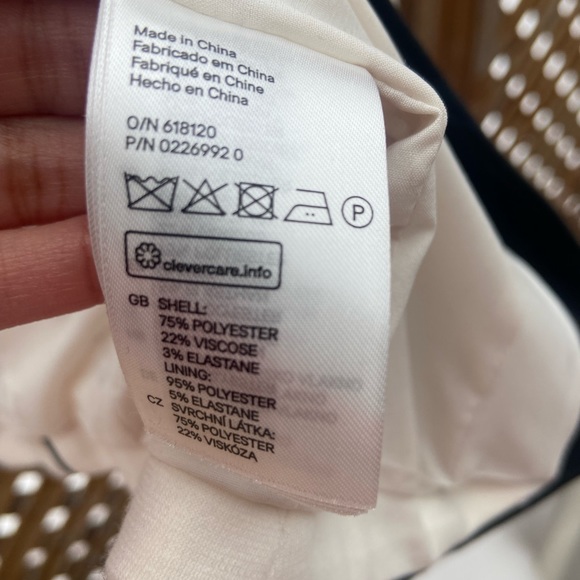 Made in China
Fabricado em China
Fabriqué en Chine
Hecho en China
O/N 618120
P/N 0226992 0
P
clevercare.info
GB SHELL:
75% POLYESTER
22% VISCOSE
3% ELASTANE
LINING:
95% POLYESTER
5% ELASTANE
CZ SVRCHNÍ LÁTKA:
75% POLYESTER
22% VISKÓZA